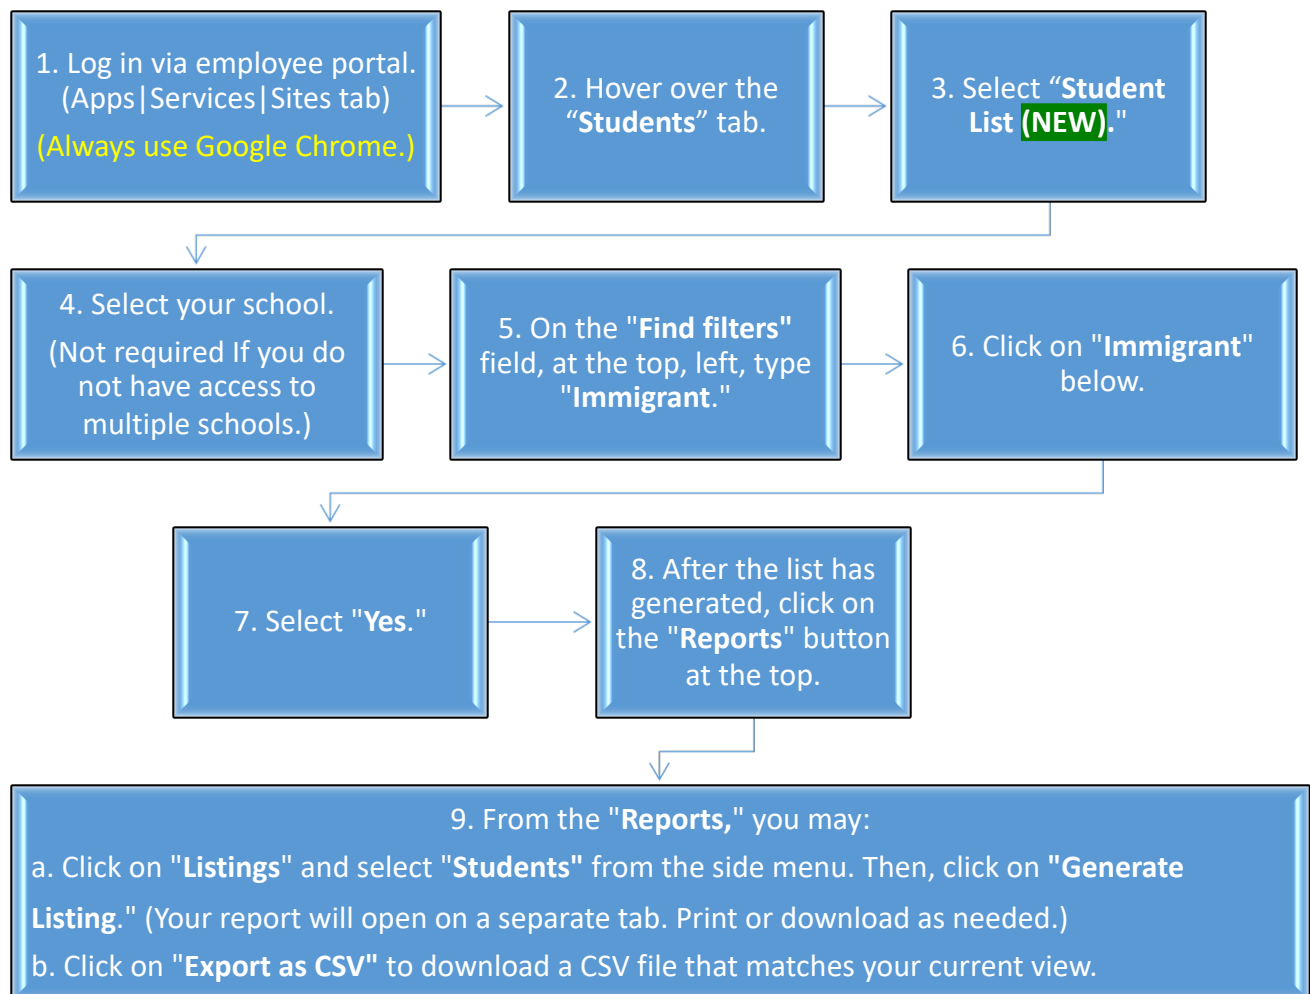 1. Log in via employee portal.
(Apps|Services|Sites tab)
(Always use Google Chrome.)
2. Hover over the
“Students” tab.
3. Select “Student
List (NEW)."
4. Select your school.
(Not required If you do
not have access to
multiple schools.)
5. On the "Find filters"
field, at the top, left, type
"Immigrant."
6. Click on "Immigrant"
below.
7. Select "Yes."
8. After the list has
generated, click on
the "Reports" button
at the top.
9. From the "Reports," you may:
a. Click on "Listings" and select "Students" from the side menu. Then, click on "Generate
Listing." (Your report will open on a separate tab. Print or download as needed.)
b. Click on "Export as CSV" to download a CSV file that matches your current view.